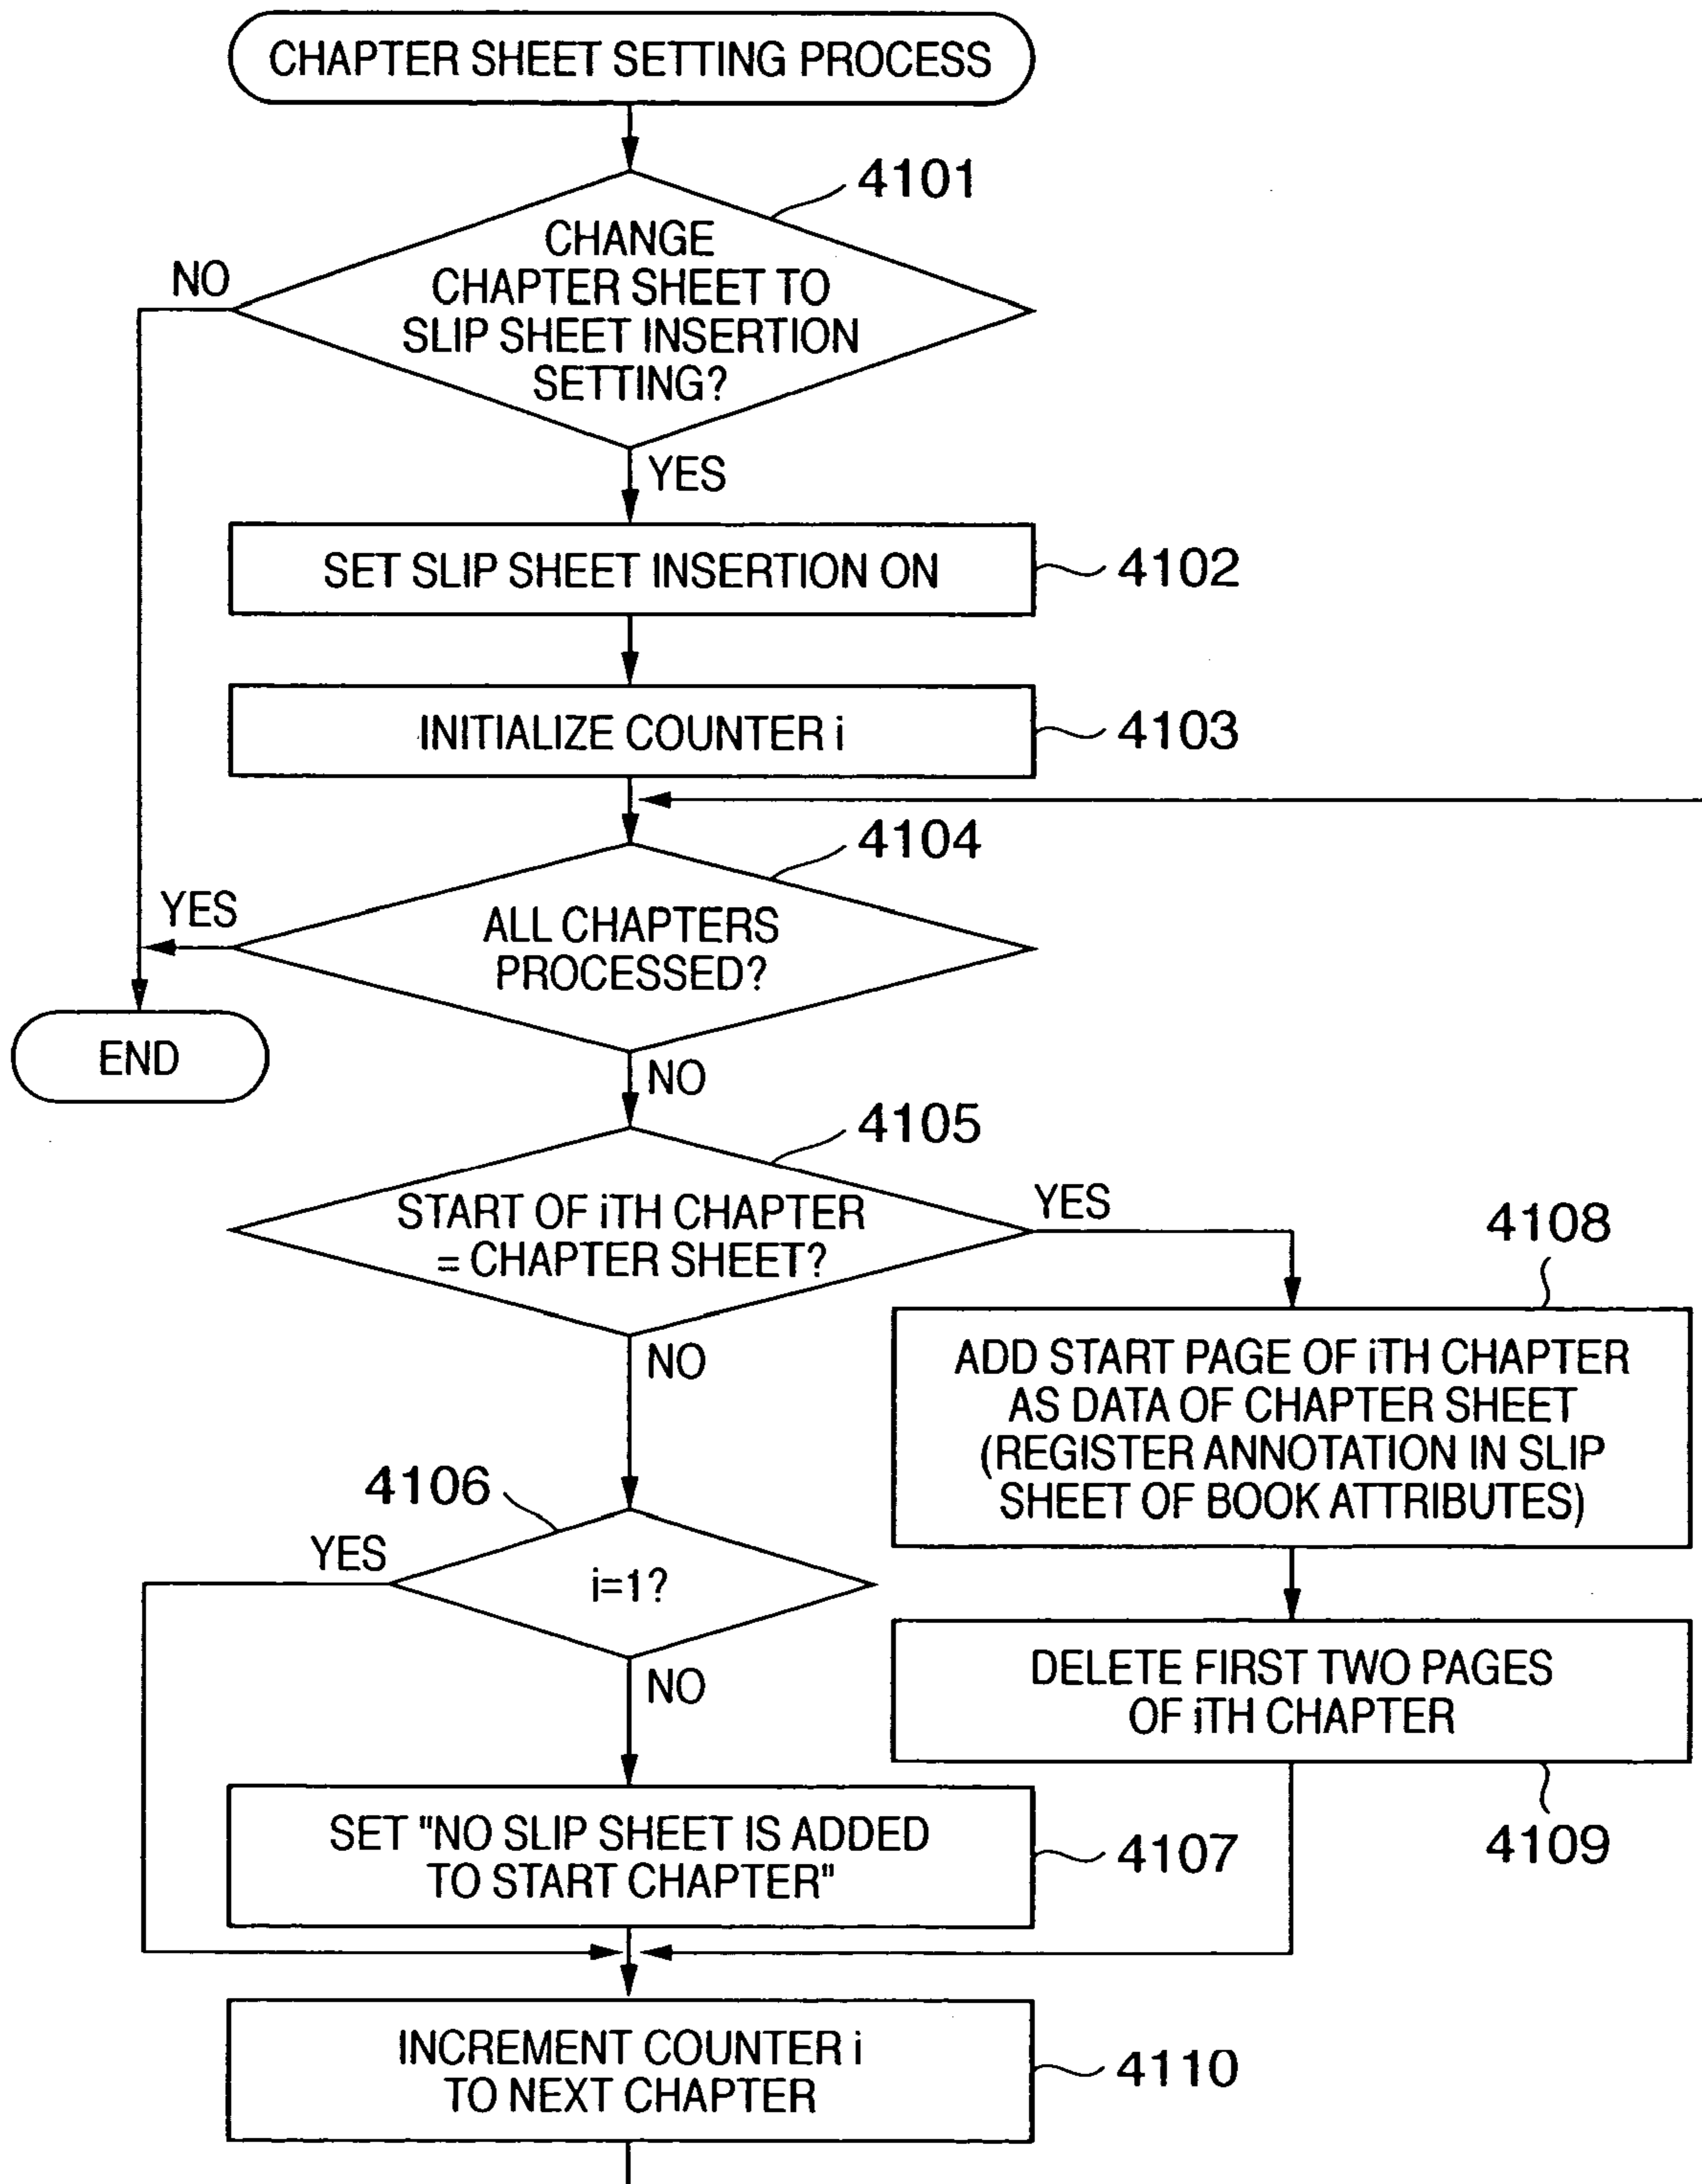 CHAPTER SHEET SETTING PROCESS
4101
CHANGE
CHAPTER SHEET TO
SLIP SHEET INSERTION
SETTING?
NO
YES
SET SLIP SHEET INSERTION ON
4102
INITIALIZE COUNTER i
4103
4104
YES
ALL CHAPTERS
PROCESSED?
END
NO
4105
START OF iTH CHAPTER
= CHAPTER SHEET?
YES
4108
NO
ADD START PAGE OF iTH CHAPTER
AS DATA OF CHAPTER SHEET
(REGISTER ANNOTATION IN SLIP
SHEET OF BOOK ATTRIBUTES)
4106
YES
i=1?
NO
DELETE FIRST TWO PAGES
OF iTH CHAPTER
4109
SET "NO SLIP SHEET IS ADDED
TO START CHAPTER"
4107
INCREMENT COUNTER i
TO NEXT CHAPTER
4110